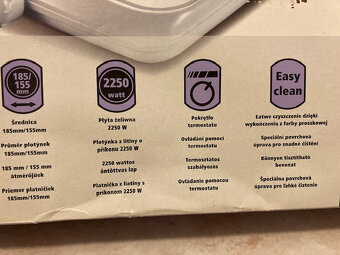 185/
155
mm
Średnica
185mm/155mm
Průměr plotýnek
185mm/155mm
185 mm / 155 mm
átmérőjűek
Priemer platničiek
185mm/155mm
2250
watt
Płyta żeliwna
2250 W
Plotýnka z litiny o
příkonu 2250 W
2250 wattos
öntöttvas lap
Platnička z liatiny s
príkonom 2250 W
Pokrętło
termostatu
Ovládání pomocí
termostatu
Termosztátos
szabályozás
Ovládanie pomocou
termostatu
Easy
clean
Łatwe czyszczenie dzięki
wykończeniu z farby proszkowej
Speciální povrchová
úprava pro snadné čištění
Könnyen tisztítható
bevonat
Špeciálna povrchová
úprava pre ľahké čistenie